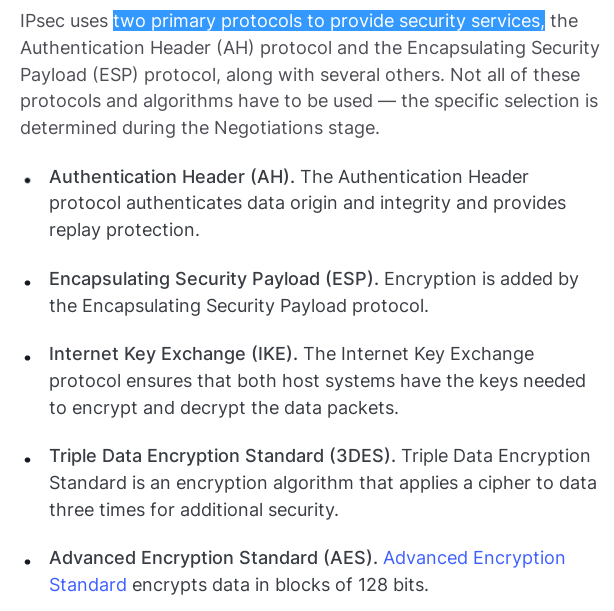 IPsec uses two primary protocols to provide security services, the
Authentication Header (AH) protocol and the Encapsulating Security
Payload (ESP) protocol, along with several others. Not all of these
protocols and algorithms have to be used — the specific selection is
determined during the Negotiations stage.
• Authentication Header (AH). The Authentication Header
protocol authenticates data origin and integrity and provides
replay protection.
• Encapsulating Security Payload (ESP). Encryption is added by
the Encapsulating Security Payload protocol.
• Internet Key Exchange (IKE). The Internet Key Exchange
protocol ensures that both host systems have the keys needed
to encrypt and decrypt the data packets.
• Triple Data Encryption Standard (3DES). Triple Data Encryption
Standard is an encryption algorithm that applies a cipher to data
three times for additional security.
• Advanced Encryption Standard (AES). Advanced Encryption
Standard encrypts data in blocks of 128 bits.